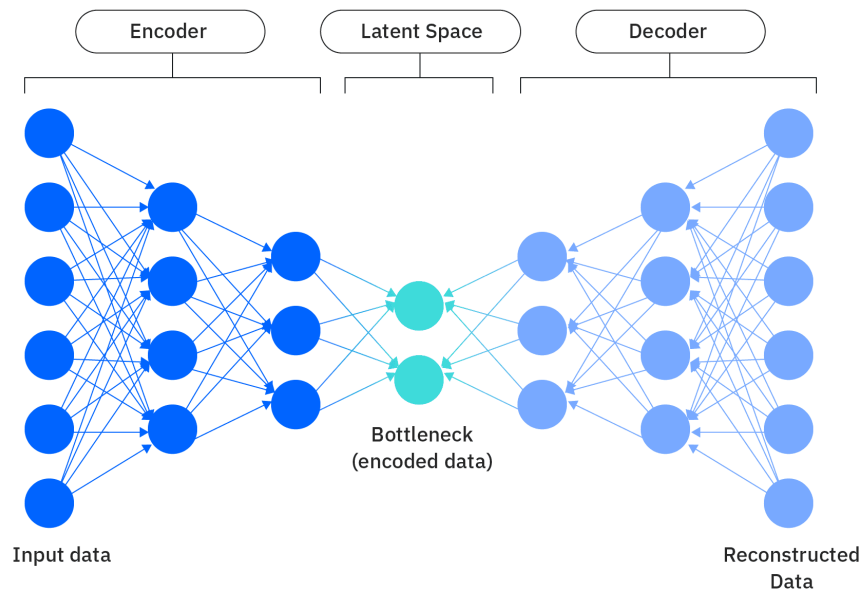 Encoder
Latent Space
Decoder
Bottleneck
(encoded data)
Input data
Reconstructed
Data